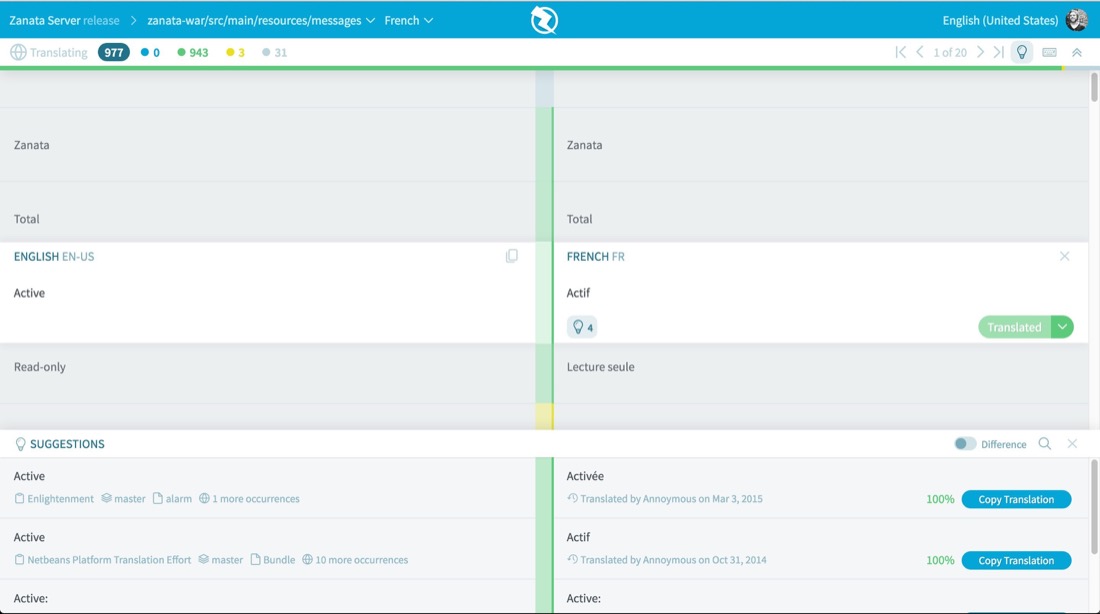 Zanata Server release zanata-war/src/main/resources/messages French English (United States)
Translating 977 0 943 3 31 1 of 20
Zanata Zanata
Total Total
ENGLISH EN-US FRENCH FR
Active Actif
4 Translated
Read-only Lecture seule
SUGGESTIONS Difference
Active Activée
Enlightenment master alarm 1 more occurrences Translated by Annoymous on Mar 3, 2015 100% Copy Translation
Active Actif
Netbeans Platform Translation Effort master Bundle 10 more occurrences Translated by Annoymous on Oct 31, 2014 100% Copy Translation
Active: Active: